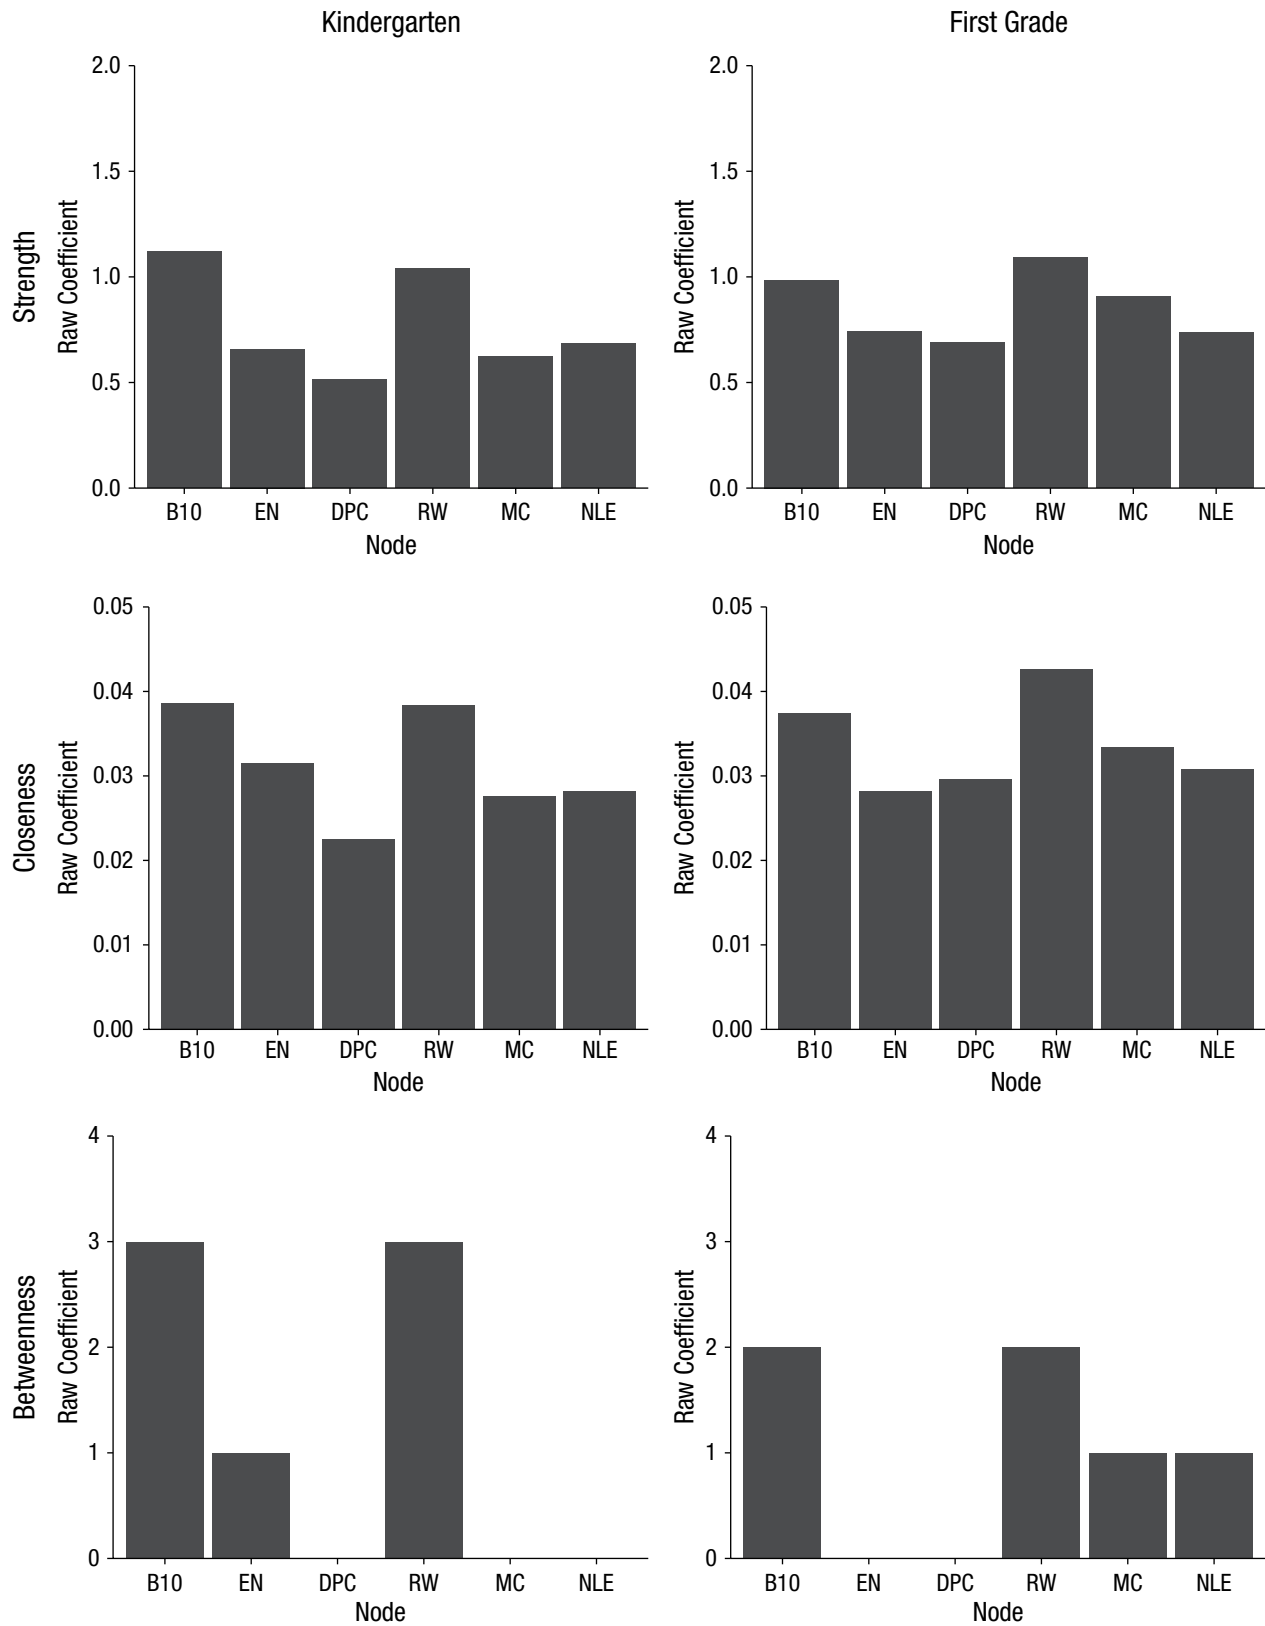 Kindergarten
First Grade
Strength
Raw Coefficient
2.0
1.5
1.0
0.5
0.0
B10 EN DPC RW MC NLE
Node
Raw Coefficient
2.0
1.5
1.0
0.5
0.0
B10 EN DPC RW MC NLE
Node
Closeness
Raw Coefficient
0.05
0.04
0.03
0.02
0.01
0.00
B10 EN DPC RW MC NLE
Node
Raw Coefficient
0.05
0.04
0.03
0.02
0.01
0.00
B10 EN DPC RW MC NLE
Node
Betweenness
Raw Coefficient
4
3
2
1
0
B10 EN DPC RW MC NLE
Node
Raw Coefficient
4
3
2
1
0
B10 EN DPC RW MC NLE
Node